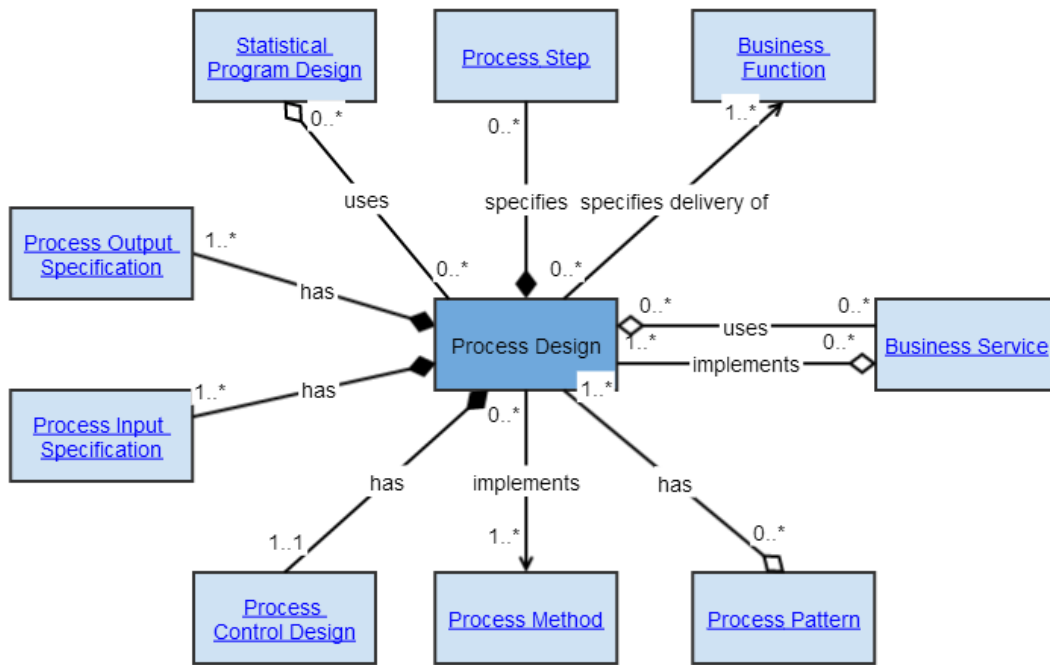 Statistical
Program Design
Process Step
Business
Function
0..*
0..*
1..*
uses
specifies
specifies delivery of
Process Output
Specification
1..*
0..*
0..*
has
Process Design
0..*
0..*
uses
1..*
0..*
implements
Business Service
Process Input
Specification
1..*
has
0..*
1..*
has
implements
has
1..1
1..*
0..*
Process
Control Design
Process Method
Process Pattern